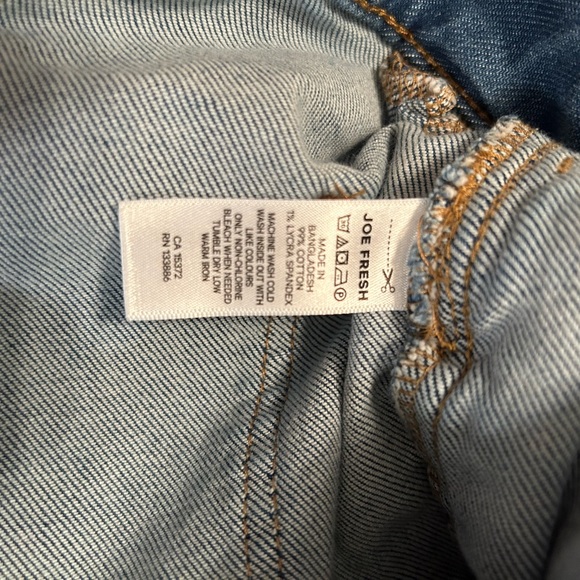 JOE FRESH
30
P
MADE IN
BANGLADESH
99% COTTON
1% LYCRA SPANDEX
MACHINE WASH COLD
WASH INSIDE OUT WITH
LIKE COLOURS
ONLY NON-CHLORINE
BLEACH WHEN NEEDED
TUMBLE DRY LOW
WARM IRON
CA 15372
RN 133886